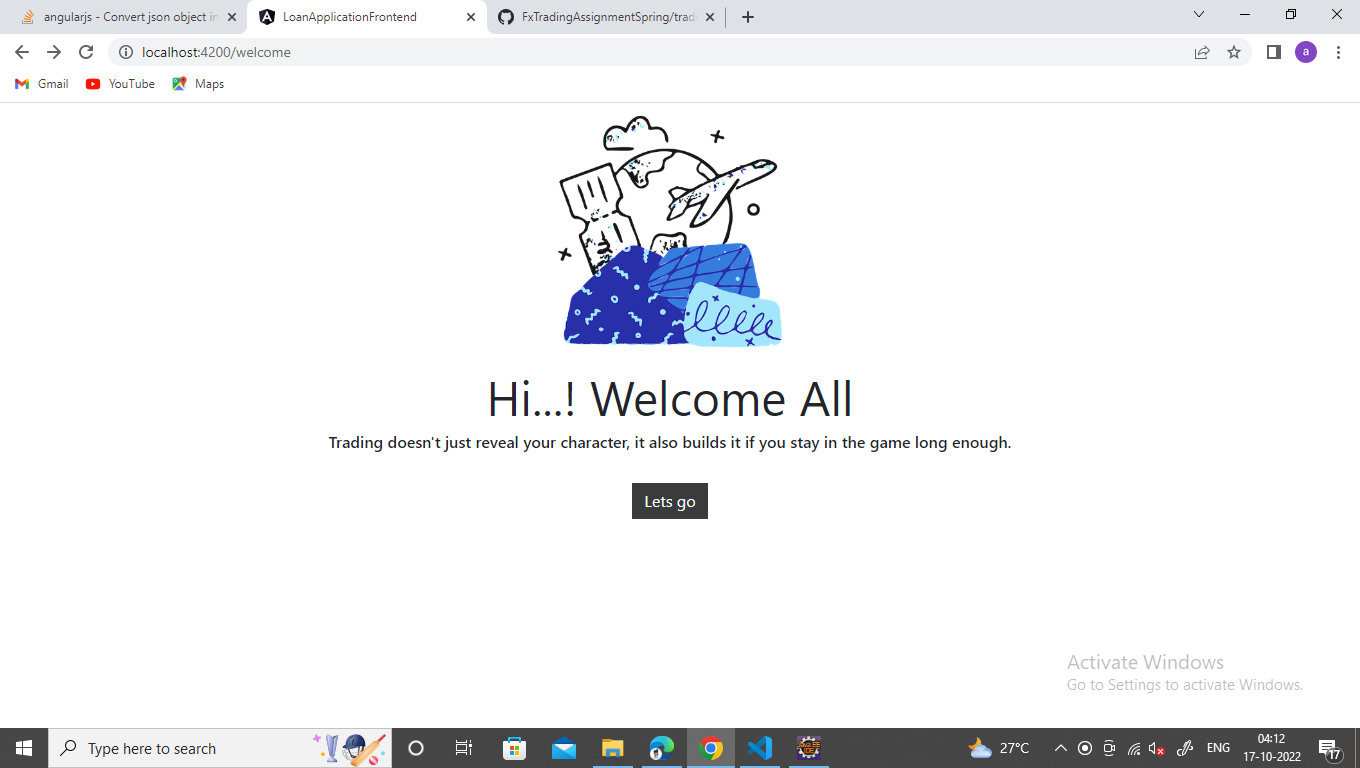 angularjs - Convert json object in
LoanApplicationFrontend
FxTradingAssignmentSpring/trad
localhost:4200/welcome
a
Gmail
YouTube
Maps
Hi...! Welcome All
Trading doesn't just reveal your character, it also builds it if you stay in the game long enough.
Lets go
Activate Windows
Go to Settings to activate Windows.
Type here to search
Java EE
IDE
27°C
ENG
04:12
17-10-2022
17